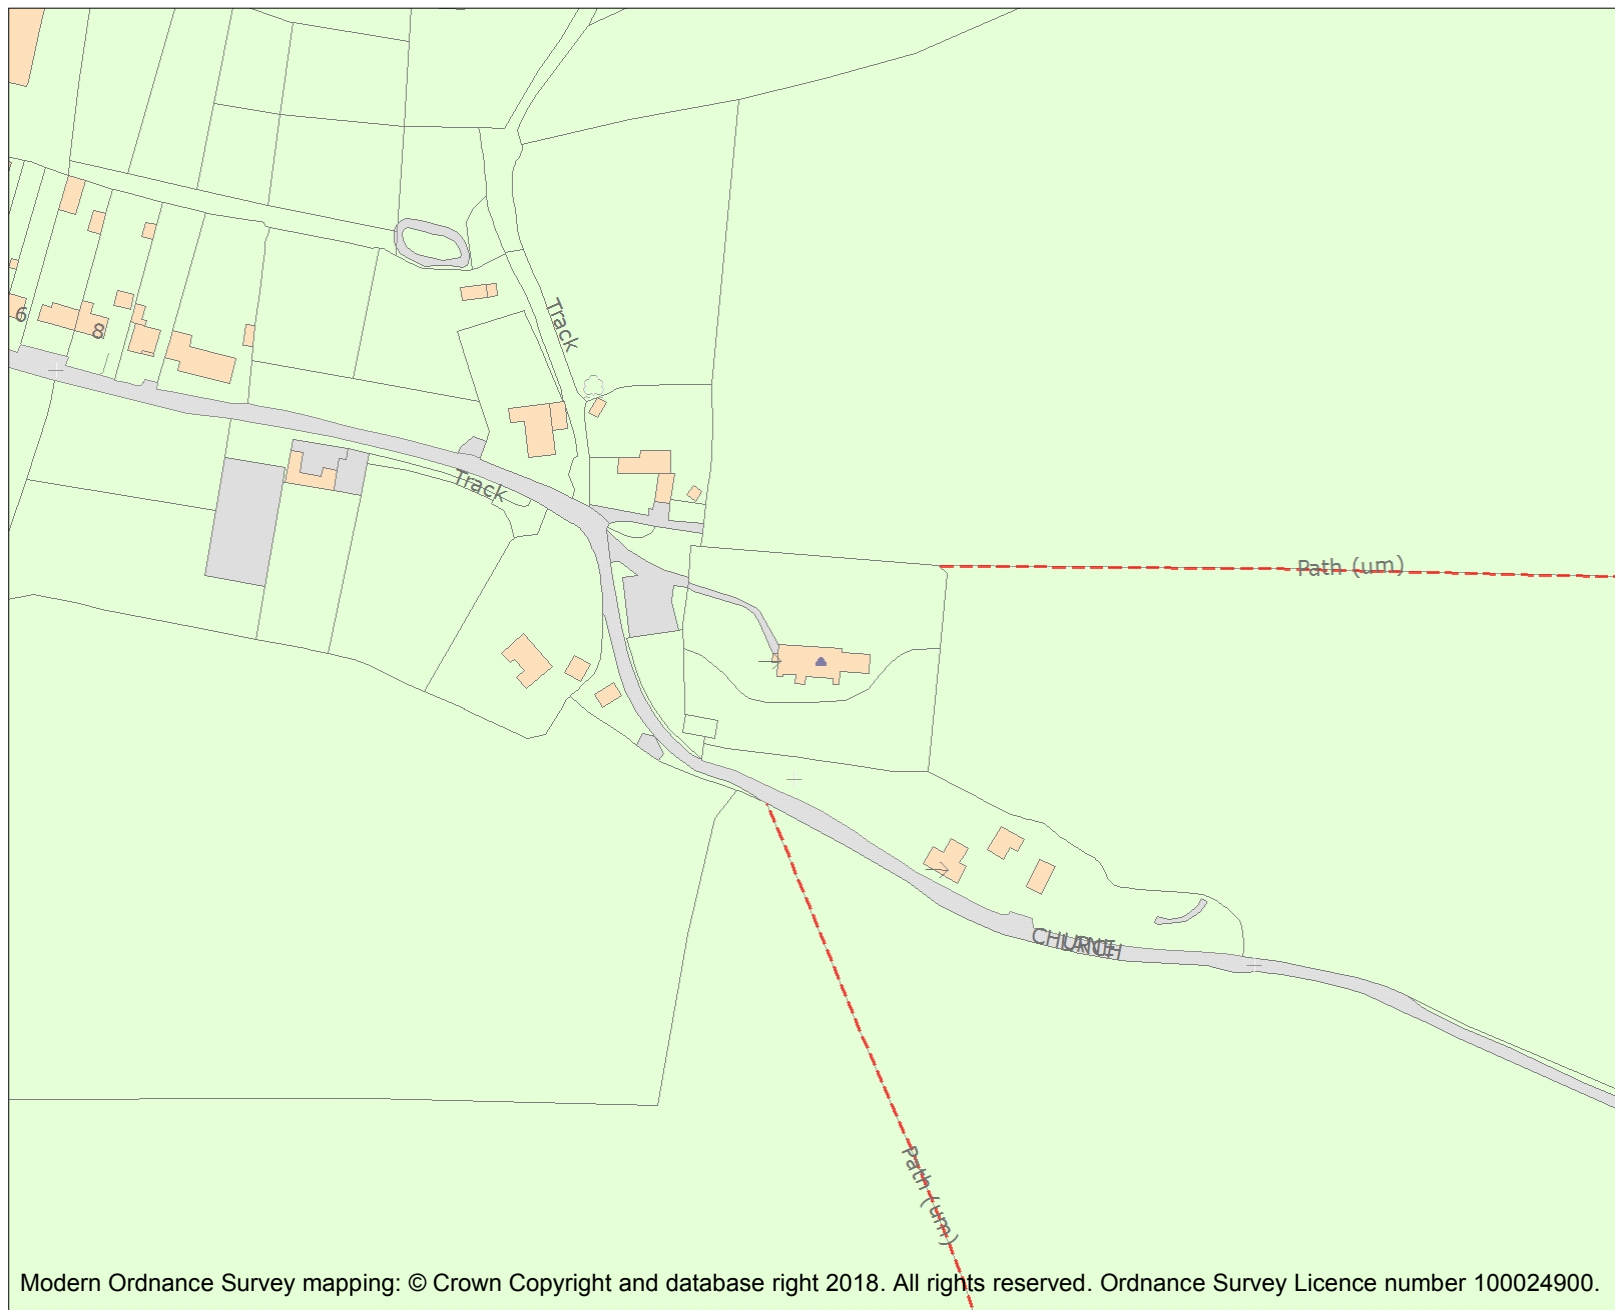 Track
6
8
Track
Path (um)
CHURCH
LANE
Path (um)
Modern Ordnance Survey mapping: © Crown Copyright and database right 2018. All rights reserved. Ordnance Survey Licence number 100024900.